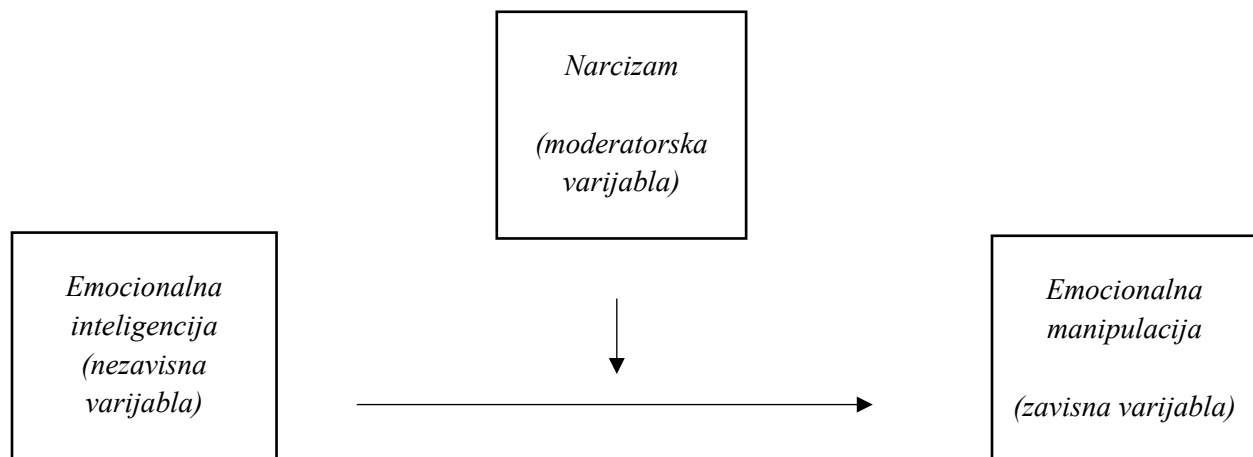 Narcizam
(moderatorska
varijabla)
Emocionalna
inteligencija
(nezavisna
varijabla)
Emocionalna
manipulacija
(zavisna varijabla)